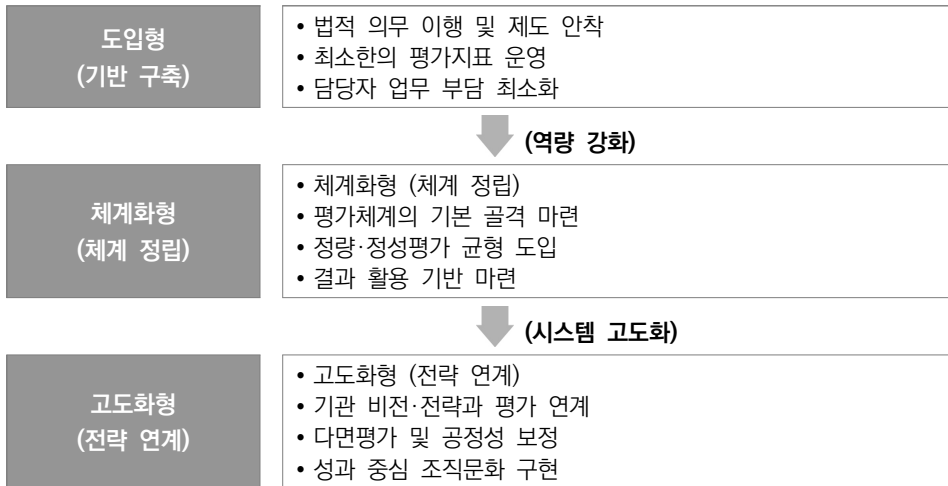 도입형
(기반 구축)
• 법적 의무 이행 및 제도 안착
• 최소한의 평가지표 운영
• 담당자 업무 부담 최소화
(역량 강화)
체계화형
(체계 정립)
• 체계화형 (체계 정립)
• 평가체계의 기본 골격 마련
• 정량·정성평가 균형 도입
• 결과 활용 기반 마련
(시스템 고도화)
고도화형
(전략 연계)
• 고도화형 (전략 연계)
• 기관 비전·전략과 평가 연계
• 다면평가 및 공정성 보정
• 성과 중심 조직문화 구현